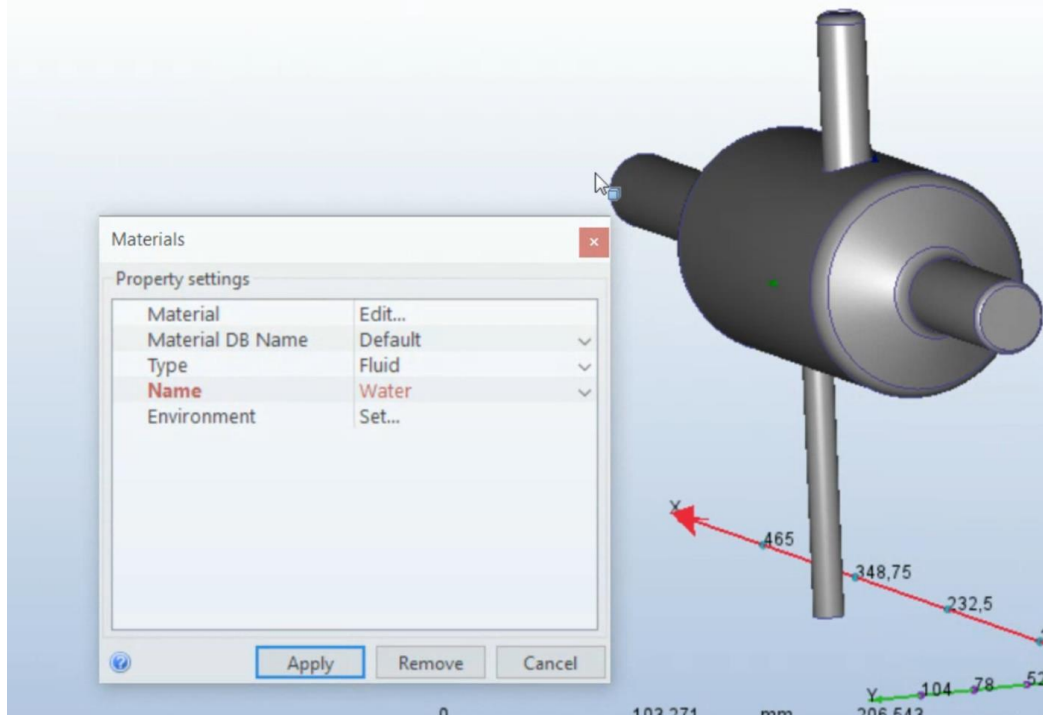 Materials
Property settings
Material Edit...
Material DB Name Default
Type Fluid
Name Water
Environment Set...
Apply Remove Cancel
X
465
348,75
232,5
Y 104 78 52
0 103,271 mm 206,543